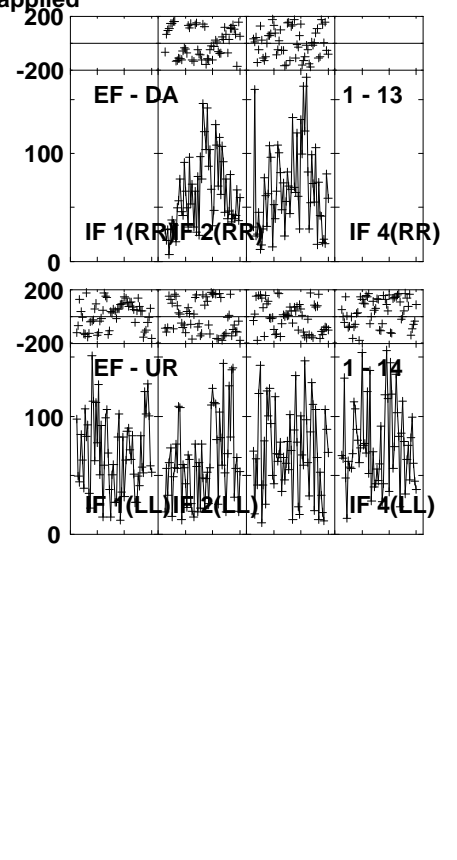 applied
200
-200
EF - DA 1 - 13
100
IF 1(RR) IF 2(RR) IF 4(RR)
0
200
-200
EF - UR 1 - 14
100
IF 1(LL) IF 2(LL) IF 4(LL)
0